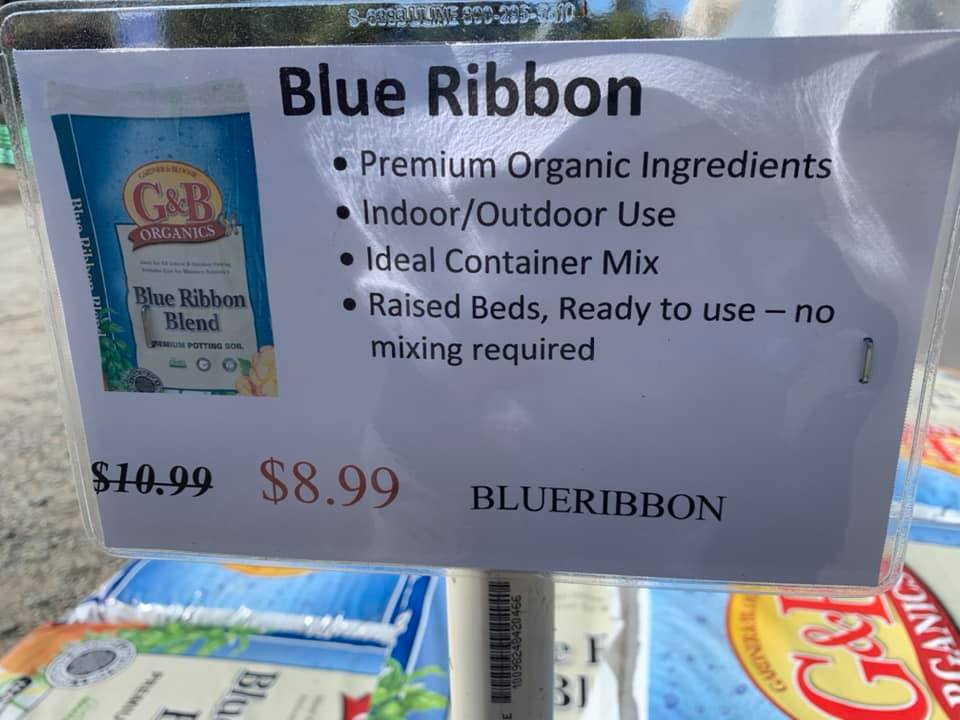 Blue Ribbon
• Premium Organic Ingredients
• Indoor/Outdoor Use
• Ideal Container Mix
• Raised Beds, Ready to use – no
mixing required
G&B
ORGANICS
Blue Ribbon
Blend
PREMIUM POTTING SOIL
$10.99 $8.99 BLUERIBBON
G&B